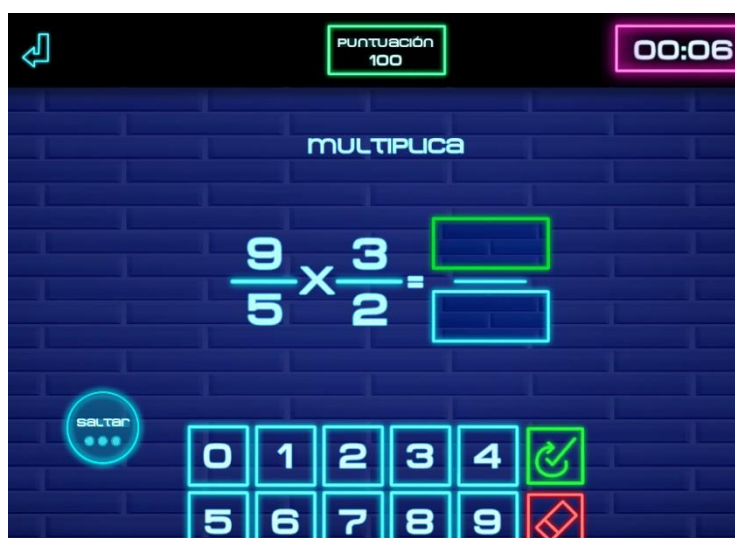 PUNTUACIÓN
100
00:06
MULTIPLICA
9 3
— × — =
5 2
SALTAR
0 1 2 3 4
5 6 7 8 9